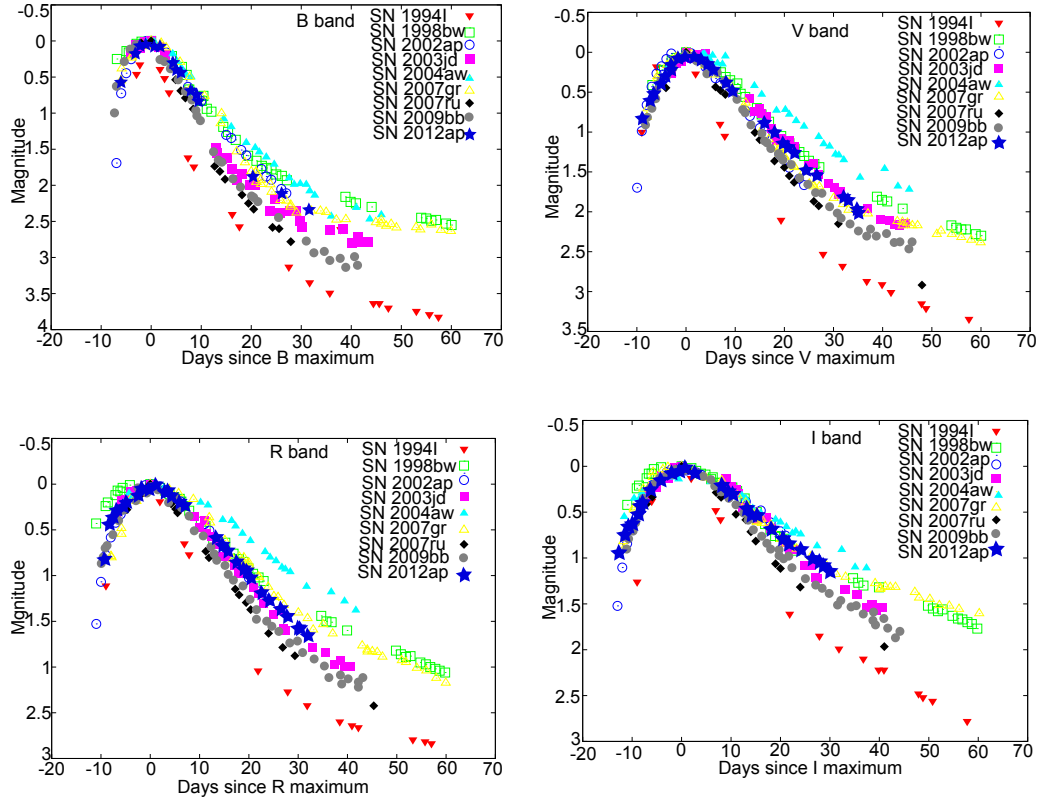 B band
SN 1994I
SN 1998bw
SN 2002ap
SN 2003jd
SN 2004aw
SN 2007gr
SN 2007ru
SN 2009bb
SN 2012ap
-0.5
0
0.5
1
1.5
2
2.5
3
3.5
4
Magnitude
-20 -10 0 10 20 30 40 50 60 70
Days since B maximum
V band
SN 1994I
SN 1998bw
SN 2002ap
SN 2003jd
SN 2004aw
SN 2007gr
SN 2007ru
SN 2009bb
SN 2012ap
-0.5
0
0.5
1
1.5
2
2.5
3
3.5
Magnitude
-20 -10 0 10 20 30 40 50 60 70
Days since V maximum
R band
SN 1994I
SN 1998bw
SN 2002ap
SN 2003jd
SN 2004aw
SN 2007gr
SN 2007ru
SN 2009bb
SN 2012ap
-0.5
0
0.5
1
1.5
1
2.5
3
Mgnitude
-20 -10 0 10 20 30 40 50 60 70
Days since R maximum
I band
SN 1994I
SN 1998bw
SN 2002ap
SN 2003jd
SN 2004aw
SN 2007gr
SN 2007ru
SN 2009bb
SN 2012ap
-0.5
0
0.5
1
1.5
2
2.5
3
Magnitude
-20 -10 0 10 20 30 40 50 60 70
Days since I maximum